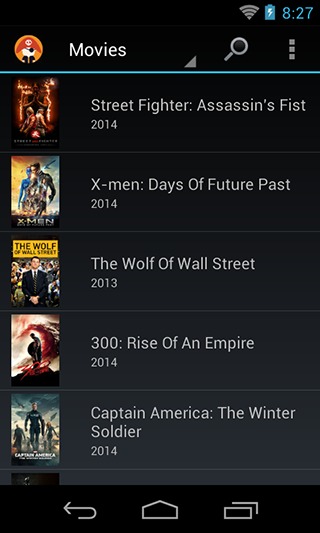 8:27
Movies
Street Fighter: Assassin's Fist
2014
X-men: Days Of Future Past
2014
X-MEN
THE WOLF
OF WALL STREET
The Wolf Of Wall Street
2013
300: Rise Of An Empire
2014
Captain America: The Winter
Soldier
2014
CAPTAIN AMERICA